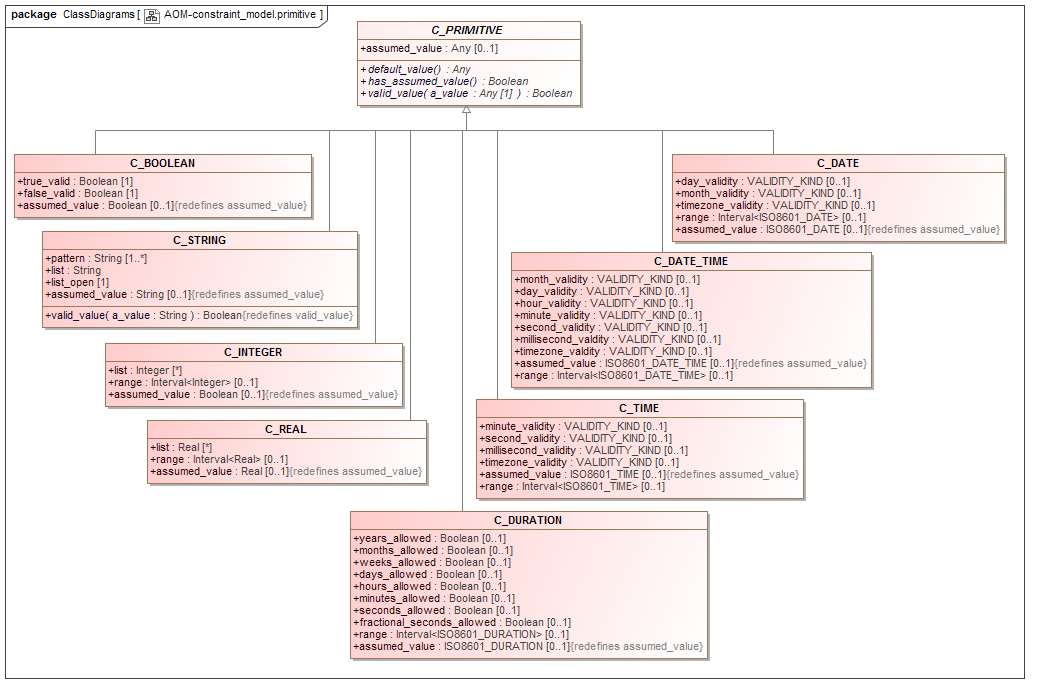 package ClassDiagrams [ AOM-constraint_model.primitive ]
C_PRIMITIVE
+assumed_value : Any [0..1]
+default_value() : Any
+has_assumed_value() : Boolean
+valid_value( a_value : Any [1] ) : Boolean
C_BOOLEAN
+true_valid : Boolean [1]
+false_valid : Boolean [1]
+assumed_value : Boolean [0..1]{redefines assumed_value}
C_STRING
+pattern : String [1..*]
+list : String
+list_open [1]
+assumed_value : String [0..1]{redefines assumed_value}
+valid_value( a_value : String ) : Boolean{redefines valid_value}
C_INTEGER
+list : Integer [*]
+range : Interval<Integer> [0..1]
+assumed_value : Boolean [0..1]{redefines assumed_value}
C_REAL
+list : Real [*]
+range : Interval<Real> [0..1]
+assumed_value : Real [0..1]{redefines assumed_value}
C_DATE
+day_validity : VALIDITY_KIND [0..1]
+month_validity : VALIDITY_KIND [0..1]
+timezone_validity : VALIDITY_KIND [0..1]
+range : Interval<ISO8601_DATE> [0..1]
+assumed_value : ISO8601_DATE [0..1]{redefines assumed_value}
C_DATE_TIME
+month_validity : VALIDITY_KIND [0..1]
+day_validity : VALIDITY_KIND [0..1]
+hour_validity : VALIDITY_KIND [0..1]
+minute_validity : VALIDITY_KIND [0..1]
+second_validity : VALIDITY_KIND [0..1]
+millisecond_valdity : VALIDITY_KIND [0..1]
+timezone_valdity : VALIDITY_KIND [0..1]
+assumed_value : ISO8601_DATE_TIME [0..1]{redefines assumed_value}
+range : Interval<ISO8601_DATE_TIME> [0..1]
C_TIME
+minute_validity : VALIDITY_KIND [0..1]
+second_validity : VALIDITY_KIND [0..1]
+millisecond_validity : VALIDITY_KIND [0..1]
+timezone_validity : VALIDITY_KIND [0..1]
+assumed_value : ISO8601_TIME [0..1]{redefines assumed_value}
+range : Interval<ISO8601_TIME> [0..1]
C_DURATION
+years_allowed : Boolean [0..1]
+months_allowed : Boolean [0..1]
+weeks_allowed : Boolean [0..1]
+days_allowed : Boolean [0..1]
+hours_allowed : Boolean [0..1]
+minutes_allowed : Boolean [0..1]
+seconds_allowed : Boolean [0..1]
+fractional_seconds_allowed : Boolean [0..1]
+range : Interval<ISO8601_DURATION> [0..1]
+assumed_value : ISO8601_DURATION [0..1]{redefines assumed_value}